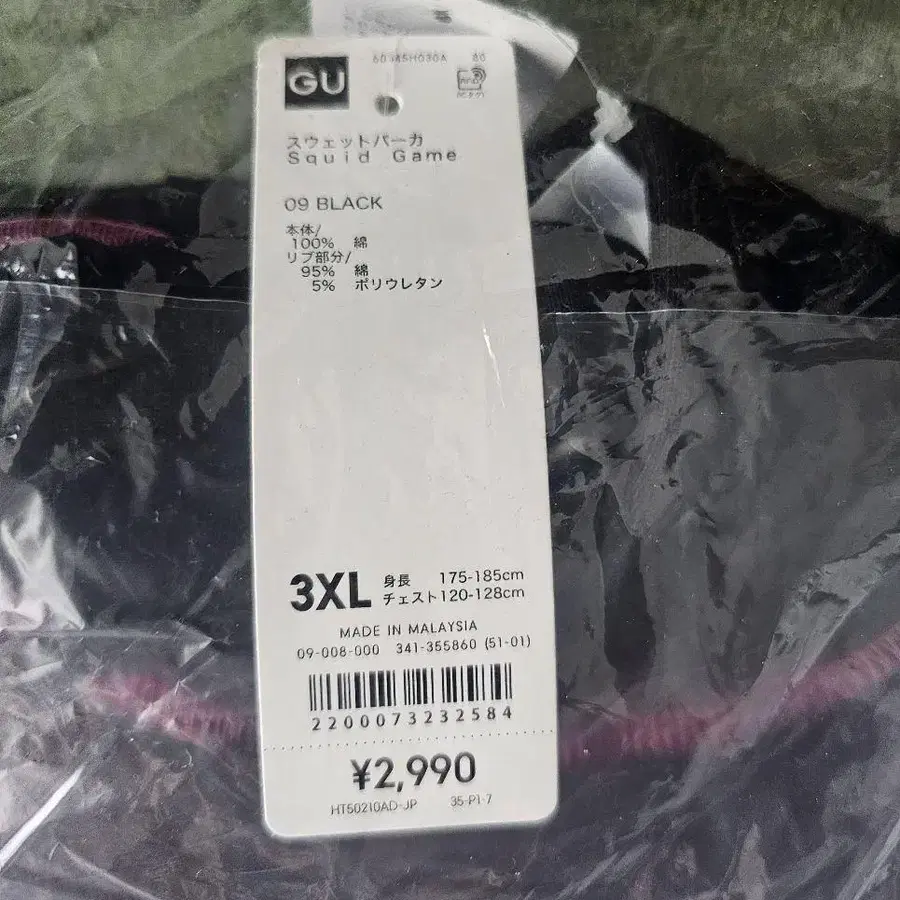 GU
80
スウェットパーカ
Squid Game
09 BLACK
本体/
100% 綿
リブ部分/
95% 綿
5% ポリウレタン
3XL
身長 175-185cm
チェスト120-128cm
MADE IN MALAYSIA
09-008-000 341-355860 (51-01)
2200073232584
¥2,990
HT50210AD-JP 35-P1-7